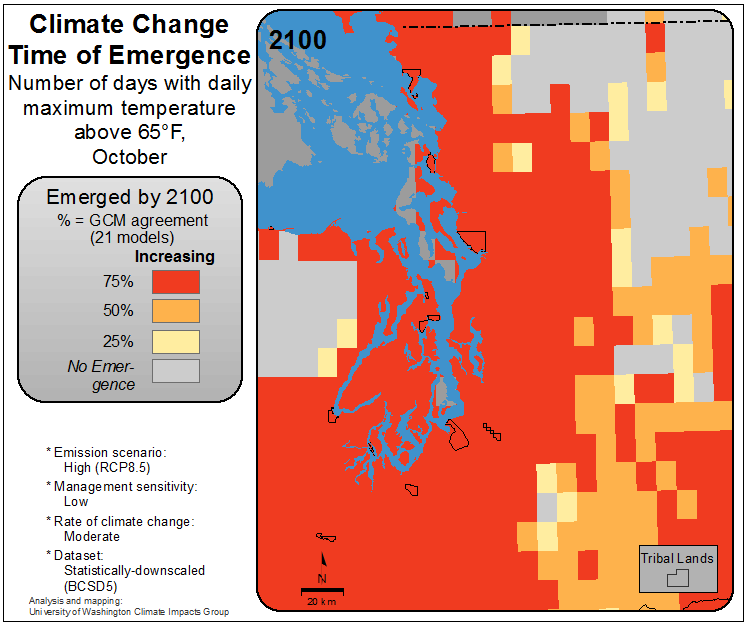 Climate Change
Time of Emergence
Number of days with daily
maximum temperature
above 65°F,
October
Emerged by 2100
% = GCM agreement
(21 models)
Increasing
75%
50%
25%
No Emer-
gence
* Emission scenario:
High (RCP8.5)
* Management sensitivity:
Low
* Rate of climate change:
Moderate
* Dataset:
Statistically-downscaled
(BCSD5)
Analysis and mapping:
University of Washington Climate Impacts Group
2100
N
20 km
Tribal Lands